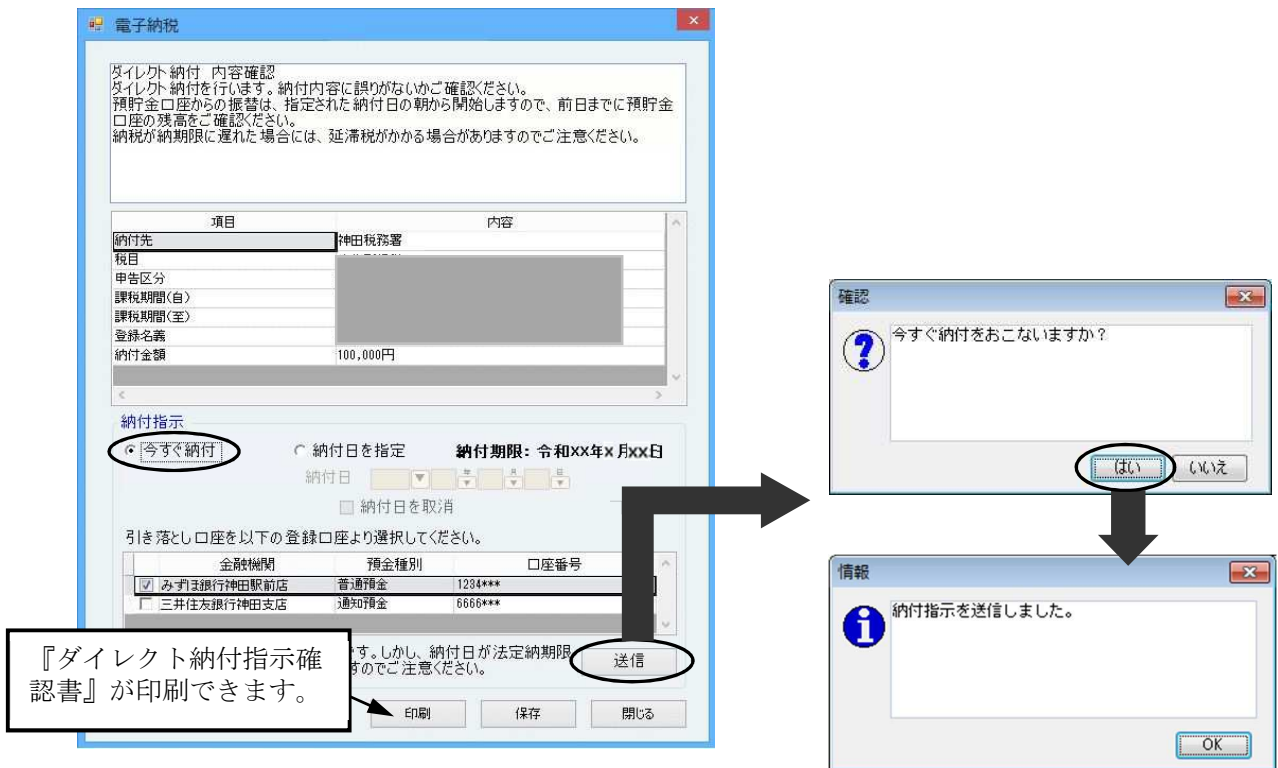 電子納税
ダイレクト納付 内容確認
ダイレクト納付を行います。納付内容に誤りがないかご確認ください。
預貯金口座からの振替は、指定された納付日の朝から開始しますので、前日までに預貯金
口座の残高をご確認ください。
納税が納期限に遅れた場合には、延滞税がかかる場合がありますのでご注意ください。
項目 内容
納付先 神田税務署
税目
申告区分
課税期間(自)
課税期間(至)
登録名義
納付金額 100,000円
納付指示
今すぐ納付 納付日を指定 納付期限: 令和XX年X月XX日
納付日 年 月 日
納付日を取消
引き落とし口座を以下の登録口座より選択してください。
金融機関 預金種別 口座番号
みずほ銀行神田駅前店 普通預金 1234***
三井住友銀行神田支店 通知預金 6666***
す。しかし、納付日が法定納期限
すのでご注意ください。
送信
『ダイレクト納付指示確
認書』が印刷できます。
印刷 保存 閉じる
確認
今すぐ納付をおこないますか?
はい いいえ
情報
納付指示を送信しました。
OK